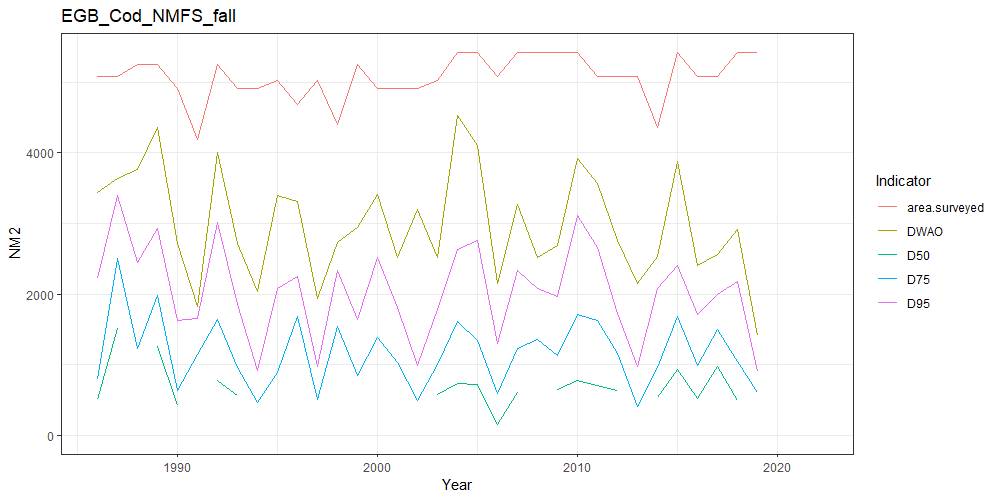 EGB_Cod_NMFS_fall
4000
2000
0
NM2
1990
2000
2010
2020
Year
Indicator
area.surveyed
DWAO
D50
D75
D95